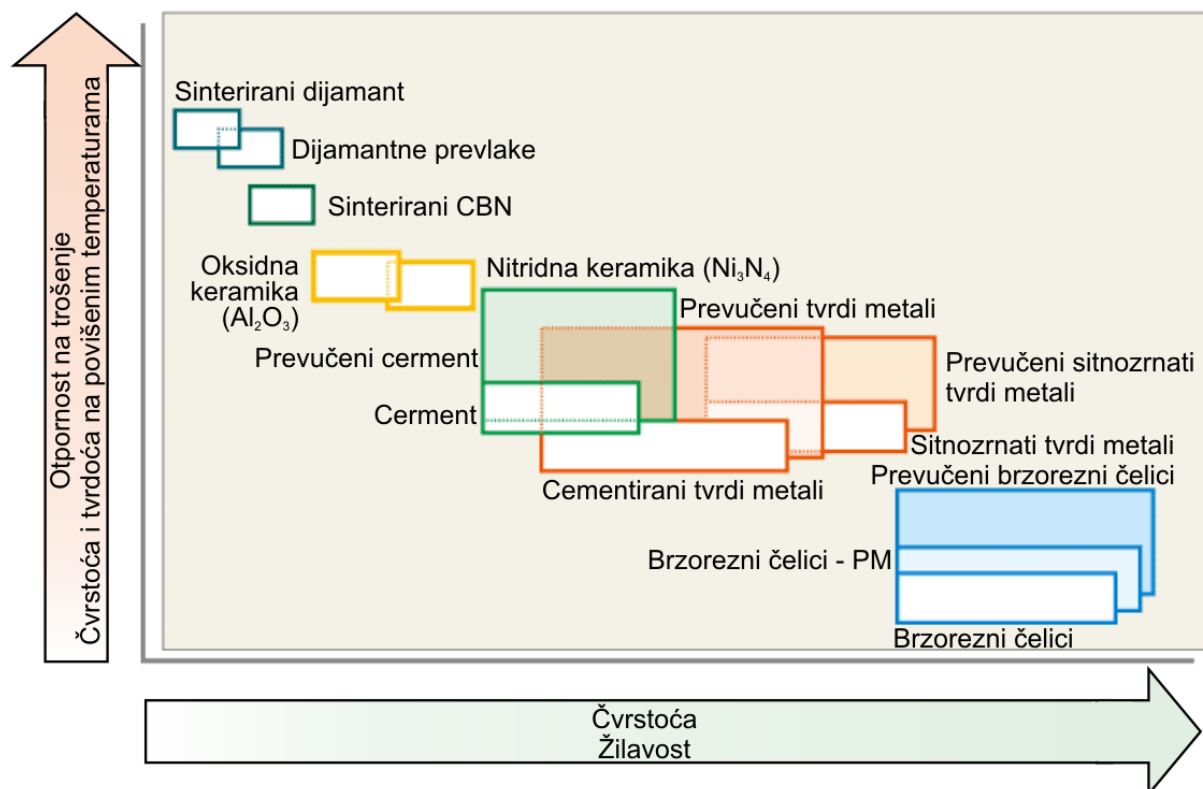 Otpornost na trošenje
Čvrstoća i tvrdoća na povišenim temperaturama
Sinterirani dijamant
Dijamantne prevlake
Sinterirani CBN
Oksidna
keramika
(Al₂O₃)
Nitridna keramika (Ni₃N₄)
Prevučeni tvrdi metali
Prevučeni cerment
Prevučeni sitnozrnati
tvrdi metali
Cerment
Sitnozrnati tvrdi metali
Cementirani tvrdi metali
Prevučeni brzorezni čelici
Brzorezni čelici - PM
Brzorezni čelici
Čvrstoća
Žilavost